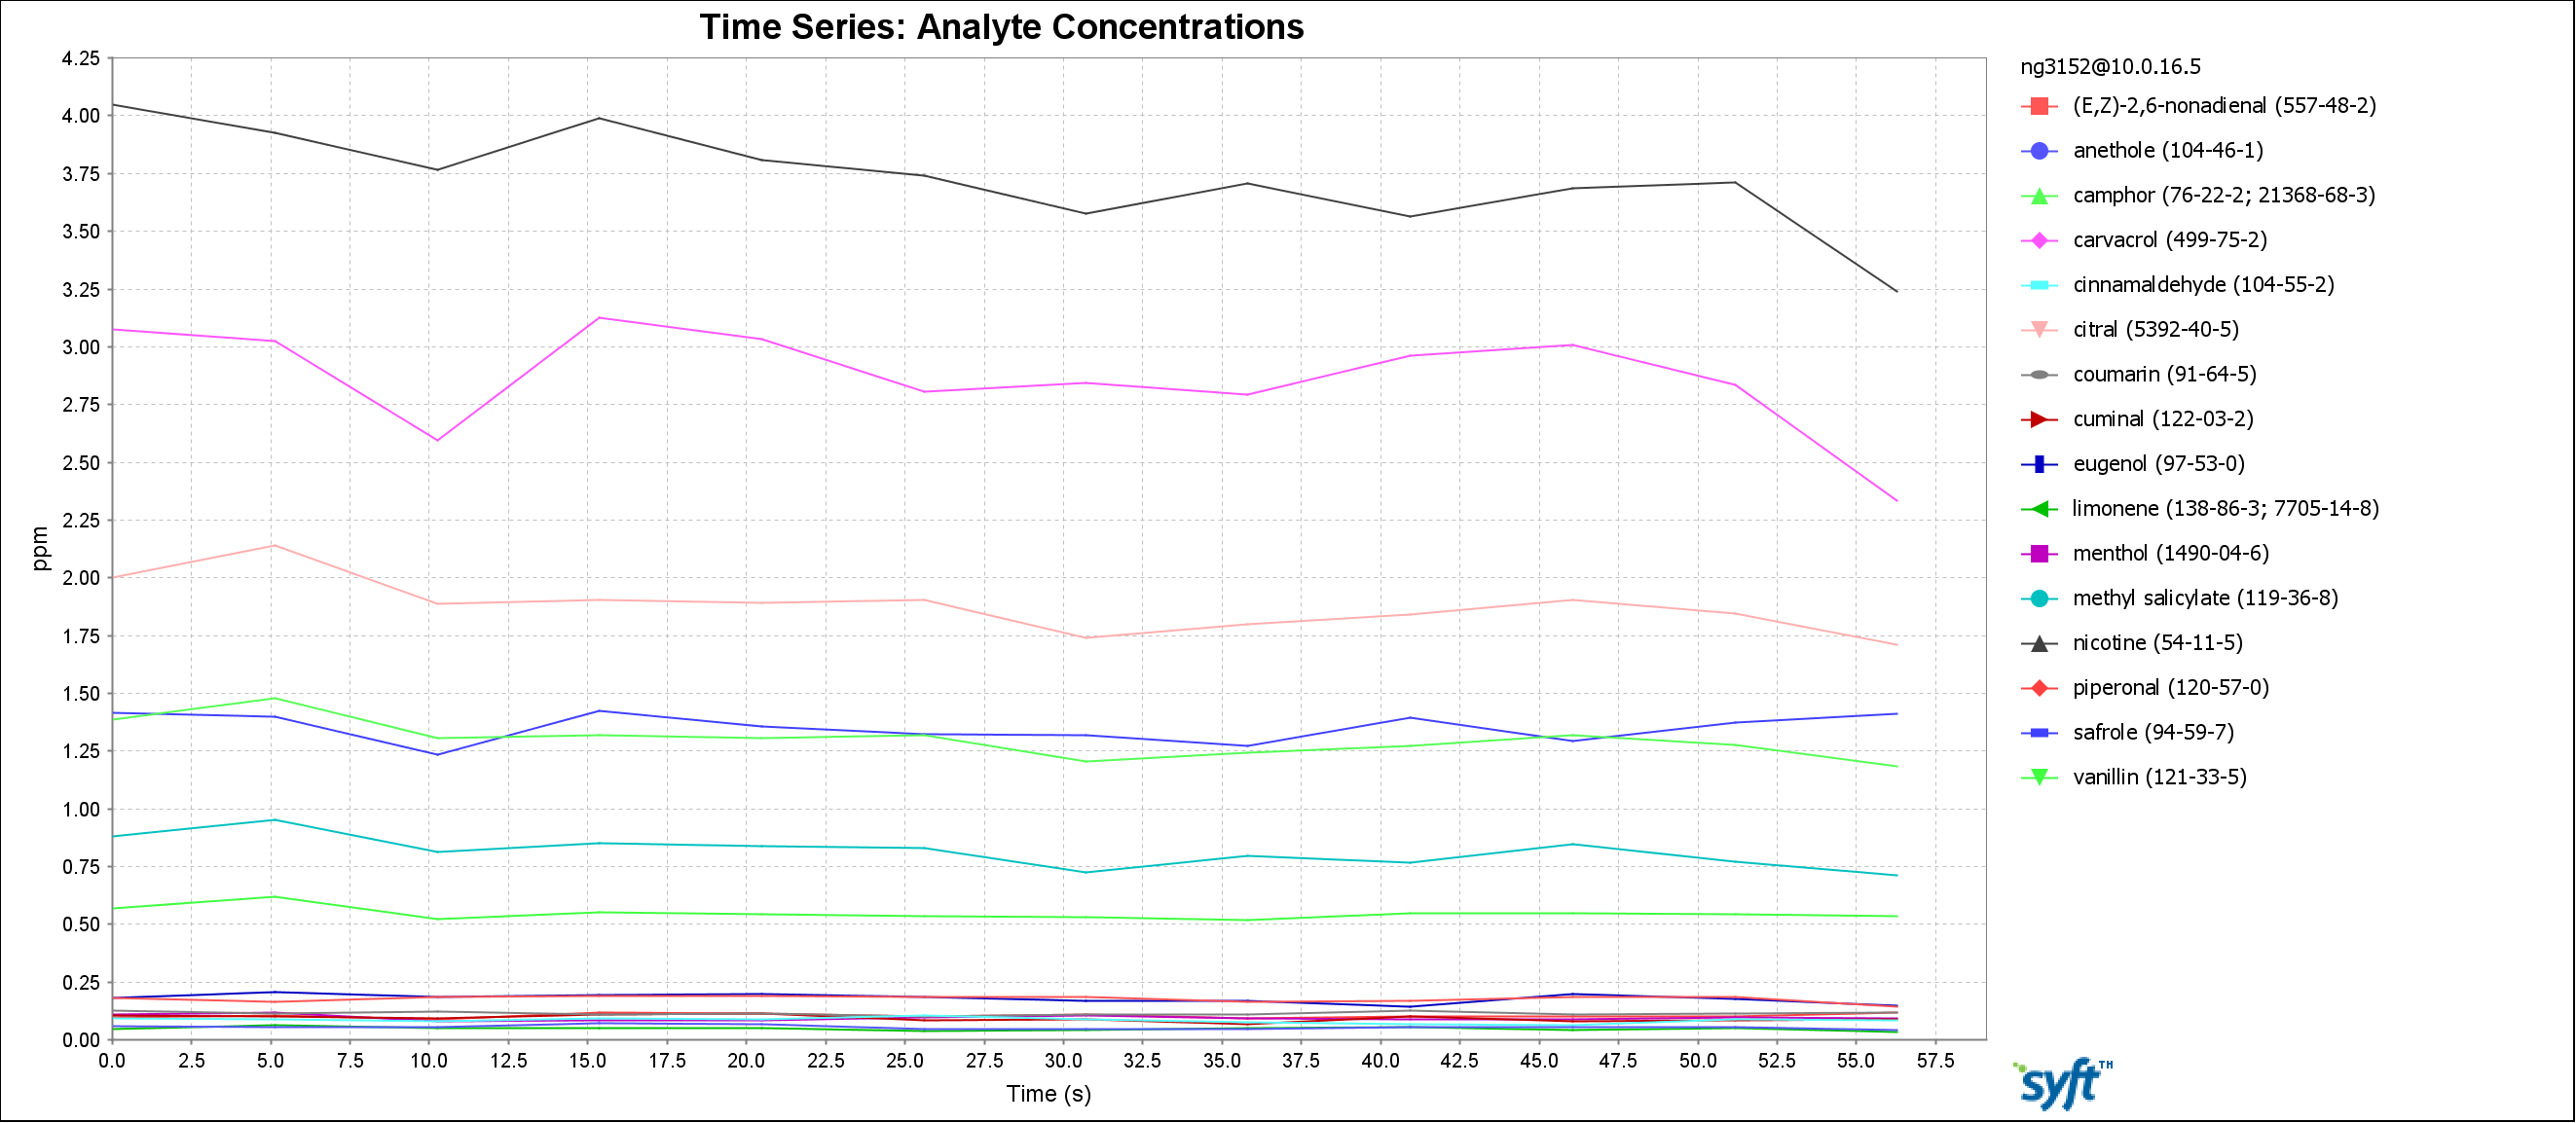 Time Series: Analyte Concentrations
4.25
4.00
3.75
3.50
3.25
3.00
2.75
2.50
2.25
2.00
1.75
1.50
1.25
1.00
0.75
0.50
0.25
0.00
ppm
0.0 2.5 5.0 7.5 10.0 12.5 15.0 17.5 20.0 22.5 25.0 27.5 30.0 32.5 35.0 37.5 40.0 42.5 45.0 47.5 50.0 52.5 55.0 57.5
Time (s)
ng3152@10.0.16.5
(E,Z)-2,6-nonadienal (557-48-2)
anethole (104-46-1)
camphor (76-22-2; 21368-68-3)
carvacrol (499-75-2)
cinnamaldehyde (104-55-2)
citral (5392-40-5)
coumarin (91-64-5)
cuminal (122-03-2)
eugenol (97-53-0)
limonene (138-86-3; 7705-14-8)
menthol (1490-04-6)
methyl salicylate (119-36-8)
nicotine (54-11-5)
piperonal (120-57-0)
safrole (94-59-7)
vanillin (121-33-5)
syft™